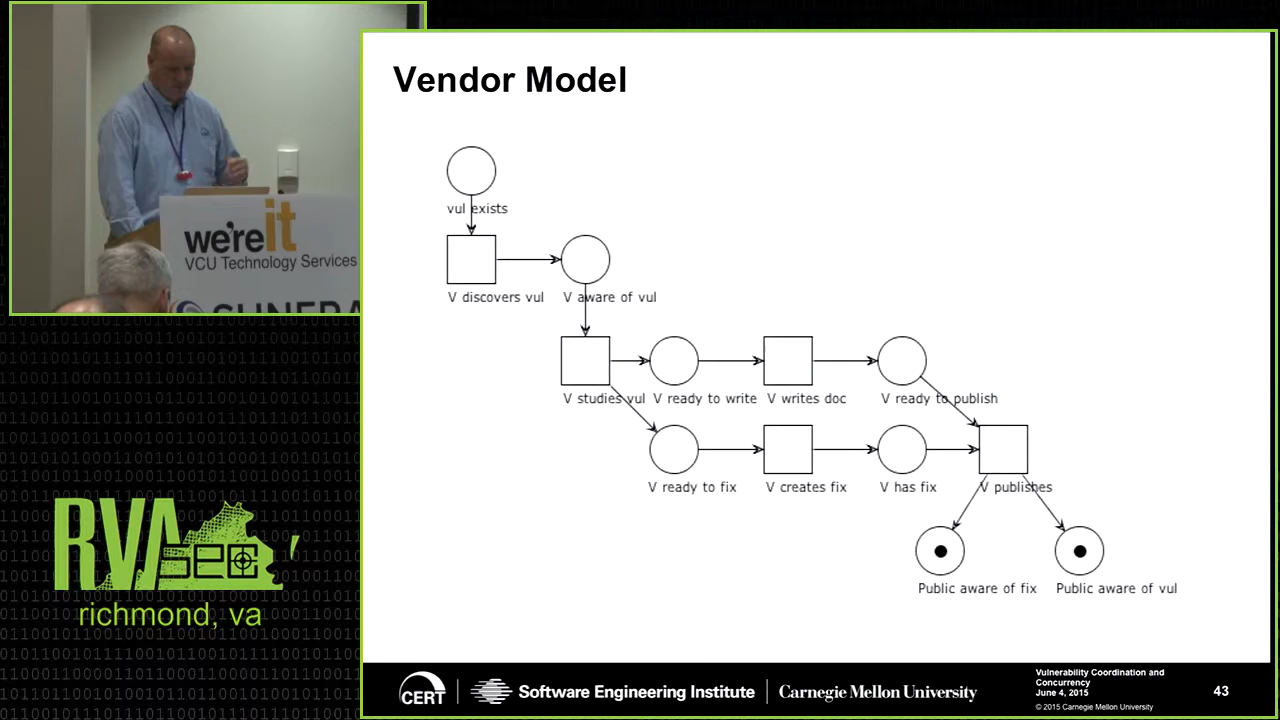 we're it
VCU Technology Services
Vendor Model
vul exists
V discovers vul
V aware of vul
V studies vul
V ready to write
V writes doc
V ready to publish
V ready to fix
V creates fix
V has fix
V publishes
Public aware of fix
Public aware of vul
RVA
sec
richmond, va
CERT
Software Engineering Institute
Carnegie Mellon University
Vulnerability Coordination and
Concurrency
June 4, 2015
© 2015 Carnegie Mellon University
43